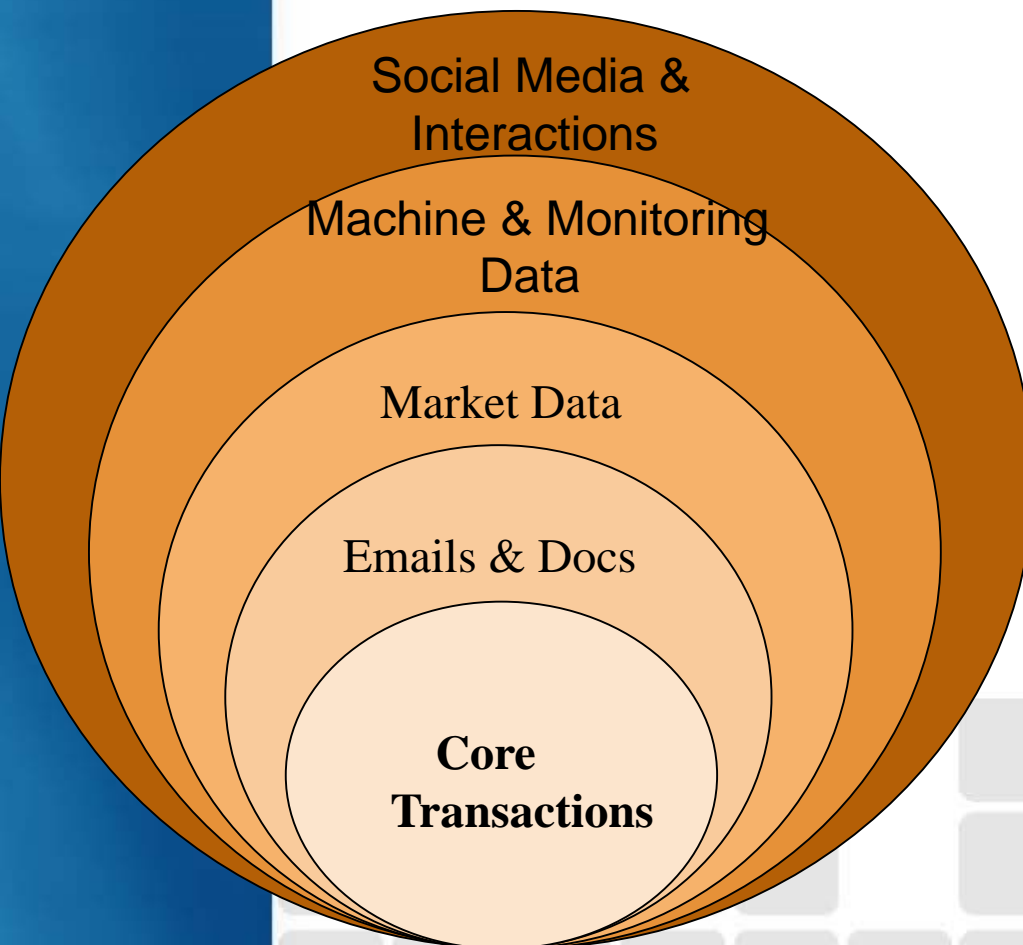 Social Media &
Interactions
Machine & Monitoring
Data
Market Data
Emails & Docs
Core
Transactions